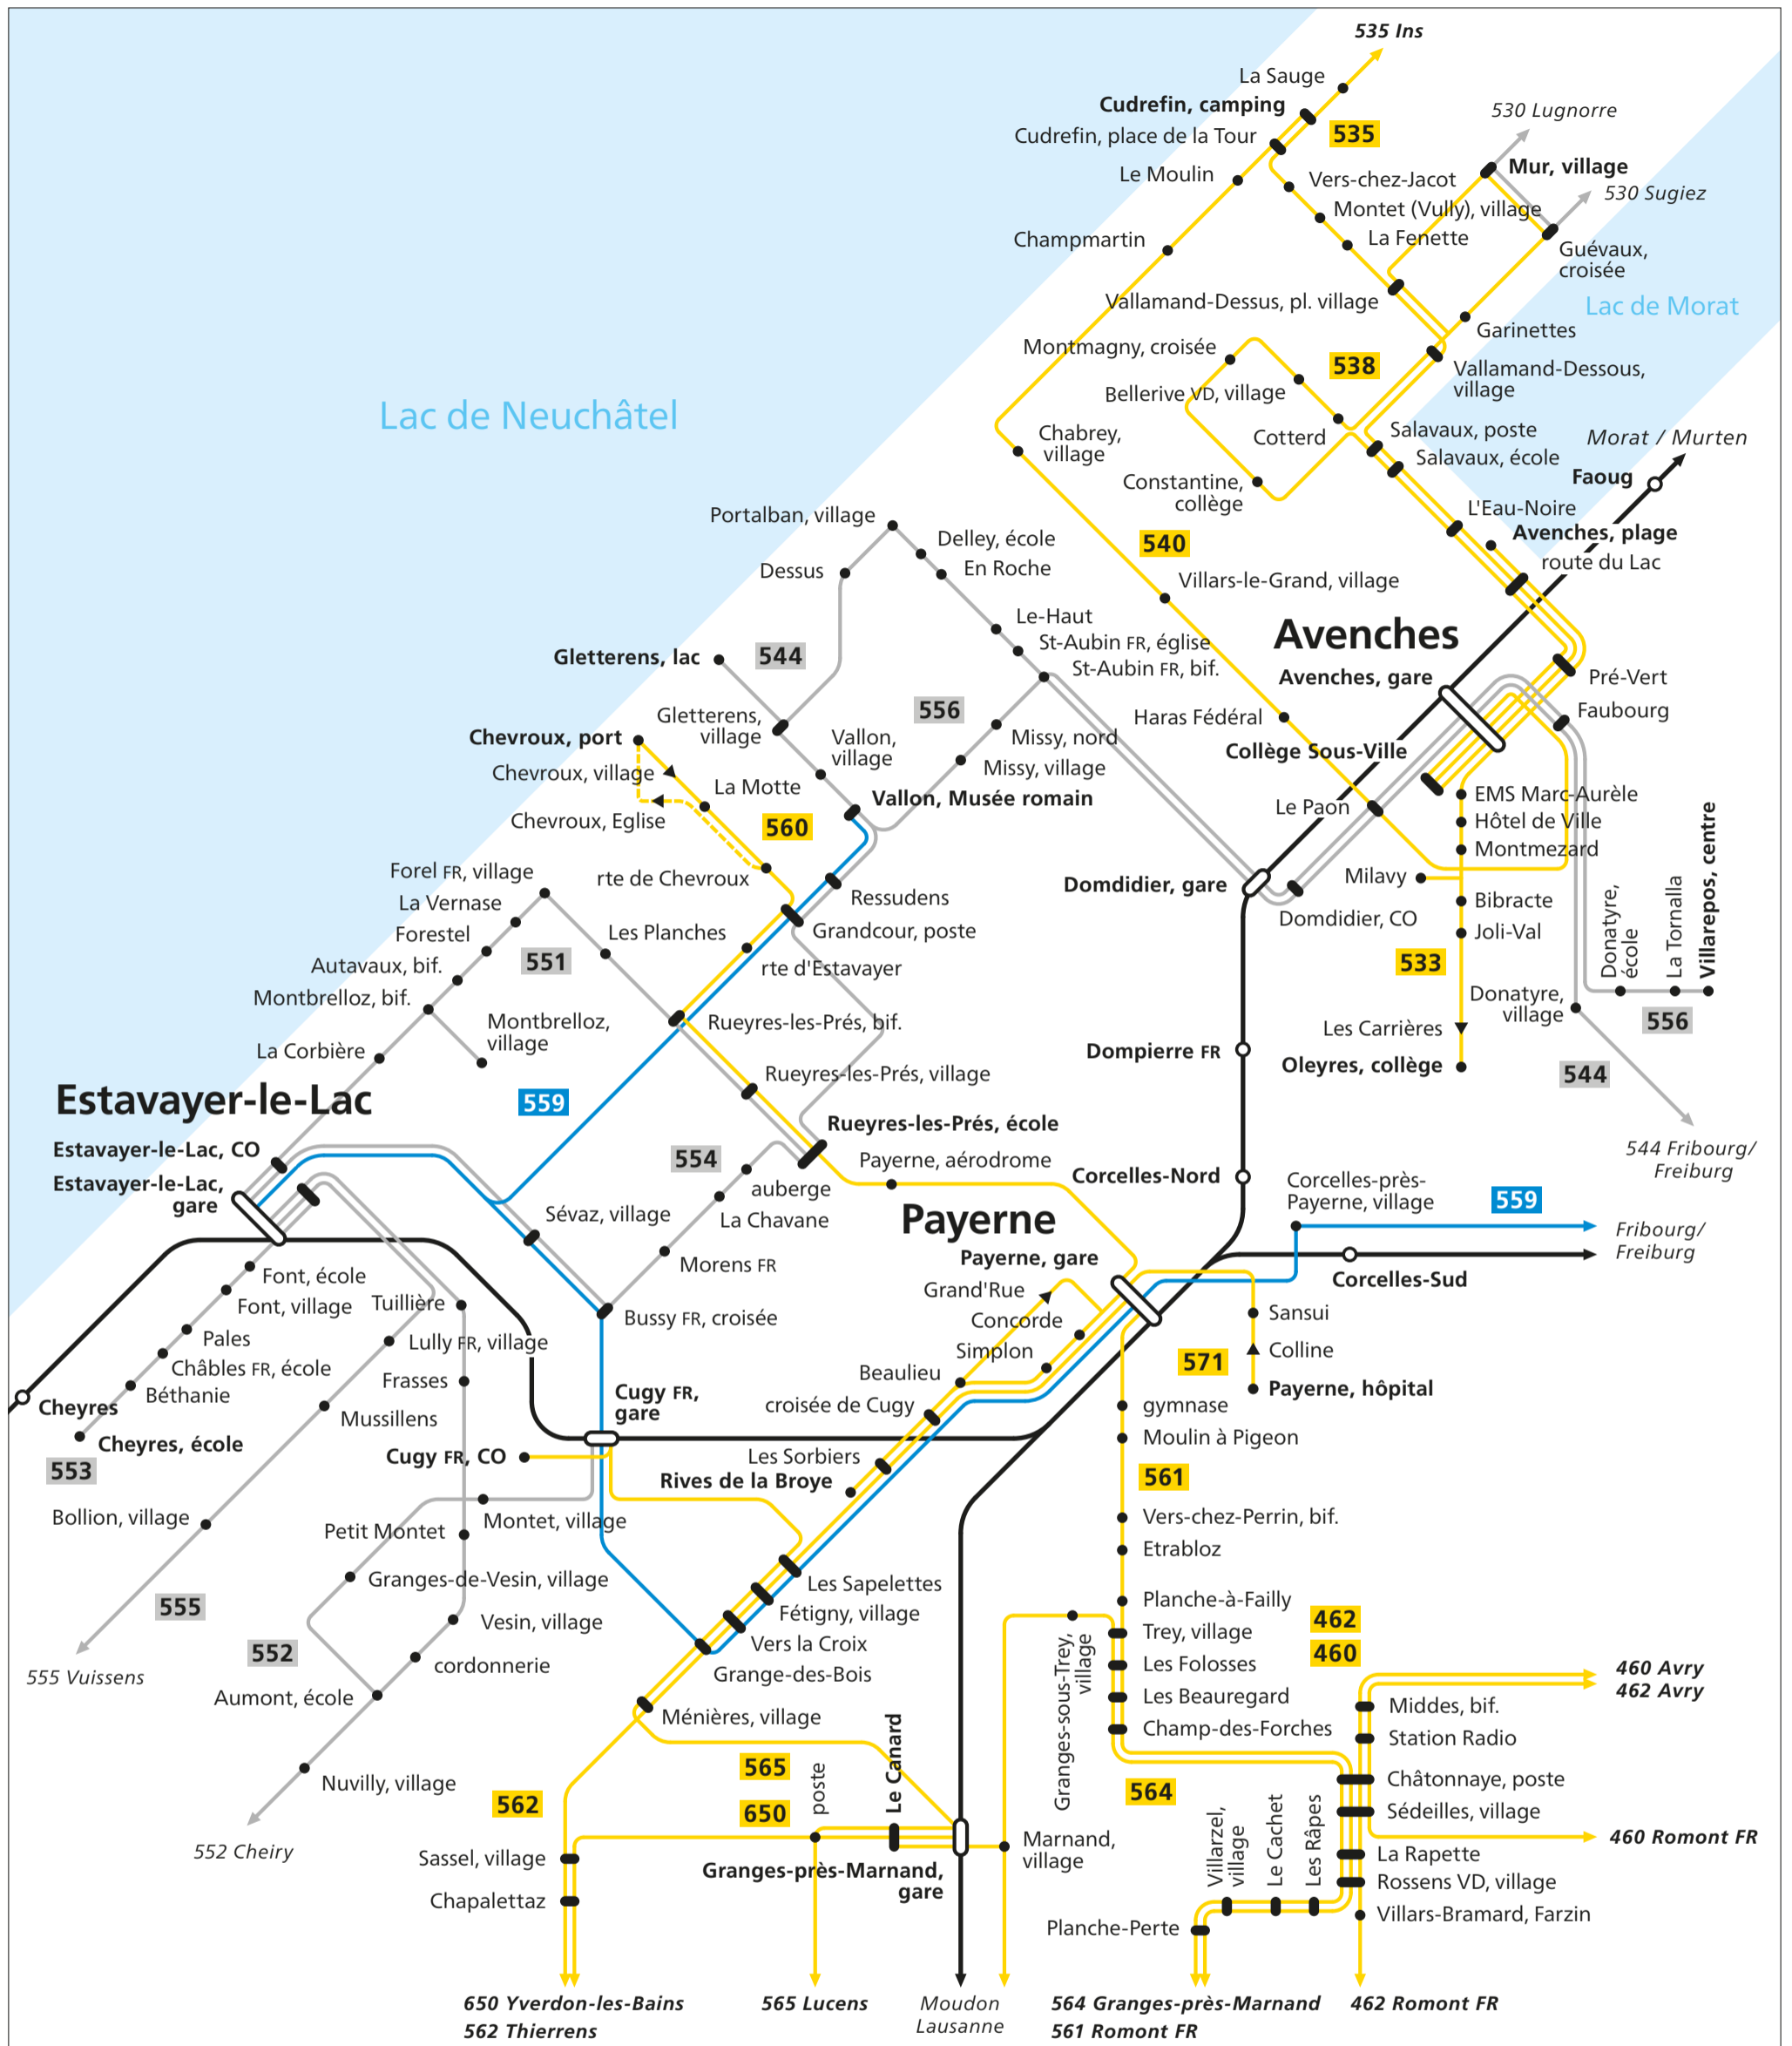 535 Ins
La Sauge
Cudrefin, camping
Cudrefin, place de la Tour
535
Le Moulin
Vers-chez-Jacot
Montet (Vully), village
La Fenette
530 Lugnorre
Mur, village
530 Sugiez
Guévaux,
croisée
Lac de Morat
Champmartin
Vallamand-Dessus, pl. village
Garinettes
Montmagny, croisée
538
Vallamand-Dessous,
village
Bellerive VD, village
Cotterd
Lac de Neuchâtel
Chabrey,
village
Constantine,
collège
Salavaux, poste
Salavaux, école
Morat / Murten
Faoug
L'Eau-Noire
Avenches, plage
route du Lac
Portalban, village
Delley, école
En Roche
Dessus
540
Villars-le-Grand, village
Le-Haut
St-Aubin FR, église
St-Aubin FR, bif.
Avenches
Avenches, gare
Pré-Vert
Faubourg
Gletterens, lac
544
Gletterens,
village
556
Haras Fédéral
Collège Sous-Ville
Chevroux, port
Chevroux, village
Vallon,
village
Missy, nord
Missy, village
La Motte
Vallon, Musée romain
Chevroux, Eglise
560
Le Paon
EMS Marc-Aurèle
Hôtel de Ville
Montmezard
Milavy
Bibracte
Joli-Val
533
Domdidier, gare
Domdidier, CO
Donatyre,
école
La Tornalla
Villarepos, centre
556
Donatyre,
village
Les Carrières
Oleyres, collège
544
544 Fribourg/
Freiburg
Forel FR, village
La Vernase
Forestel
Autavaux, bif.
Montbrelloz, bif.
551
rte de Chevroux
Ressudens
Grandcour, poste
Les Planches
rte d'Estavayer
Montbrelloz,
village
La Corbière
Rueyres-les-Prés, bif.
Rueyres-les-Prés, village
Dompierre FR
Estavayer-le-Lac
559
Estavayer-le-Lac, CO
Estavayer-le-Lac,
gare
Rueyres-les-Prés, école
554
auberge
Payerne, aérodrome
Corcelles-Nord
Corcelles-près-
Payerne, village
559
Fribourg/
Freiburg
Corcelles-Sud
Sévaz, village
La Chavane
Morens FR
Bussy FR, croisée
Payerne
Payerne, gare
Grand'Rue
Concorde
Simplon
Beaulieu
croisée de Cugy
Les Sorbiers
Rives de la Broye
Sansui
Colline
571
Payerne, hôpital
Font, école
Font, village
Pales
Châbles FR, école
Béthanie
Cheyres
Cheyres, école
553
Tuillière
Lully FR, village
Frasses
Mussillens
Cugy FR,
gare
Cugy FR, CO
gymnase
Moulin à Pigeon
561
Vers-chez-Perrin, bif.
Etrabloz
Planche-à-Failly
Bollion, village
Petit Montet
Montet, village
Granges-de-Vesin, village
555
Vesin, village
552
cordonnerie
555 Vuissens
Aumont, école
Nuvilly, village
552 Cheiry
Les Sapelettes
Fétigny, village
Vers la Croix
Grange-des-Bois
Ménières, village
Granges-sous-Trey,
village
Trey, village
Les Folosses
Les Beauregard
Champ-des-Forches
462
460
460 Avry
462 Avry
Middes, bif.
Station Radio
Châtonnaye, poste
Sédeilles, village
460 Romont FR
La Rapette
Rossens VD, village
Villars-Bramard, Farzin
564
Villarzel,
village
Le Cachet
Les Râpes
Planche-Perte
565
650
562
poste
Le Canard
Sassel, village
Chapalettaz
Granges-près-Marnand,
gare
Marnand,
village
650 Yverdon-les-Bains
562 Thierrens
565 Lucens
Moudon
Lausanne
564 Granges-près-Marnand
561 Romont FR
462 Romont FR